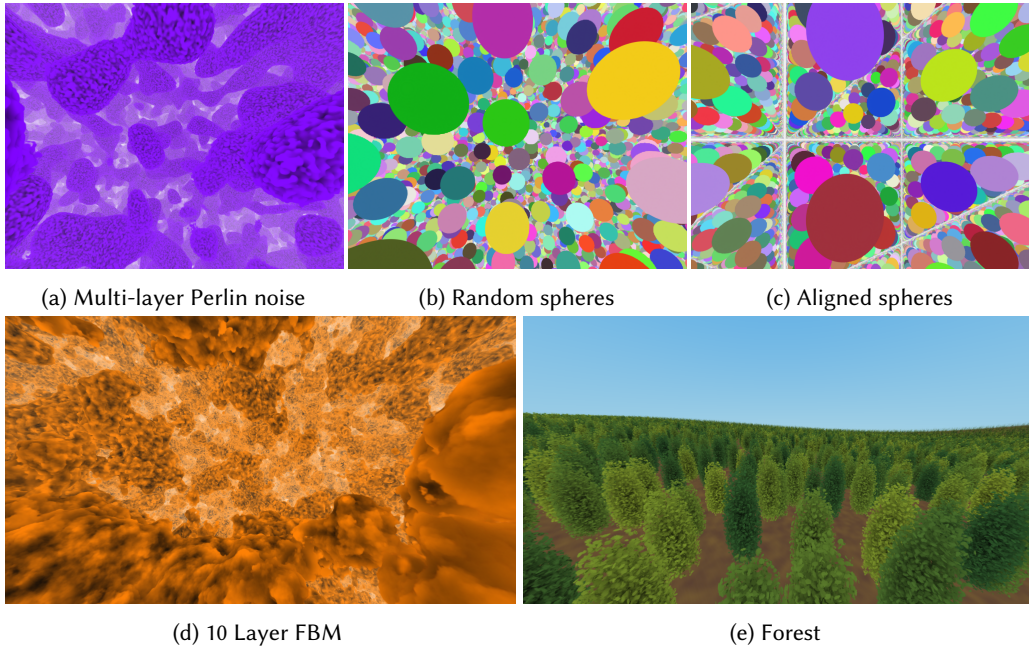 (a) Multi-layer Perlin noise
(b) Random spheres
(c) Aligned spheres
(d) 10 Layer FBM
(e) Forest